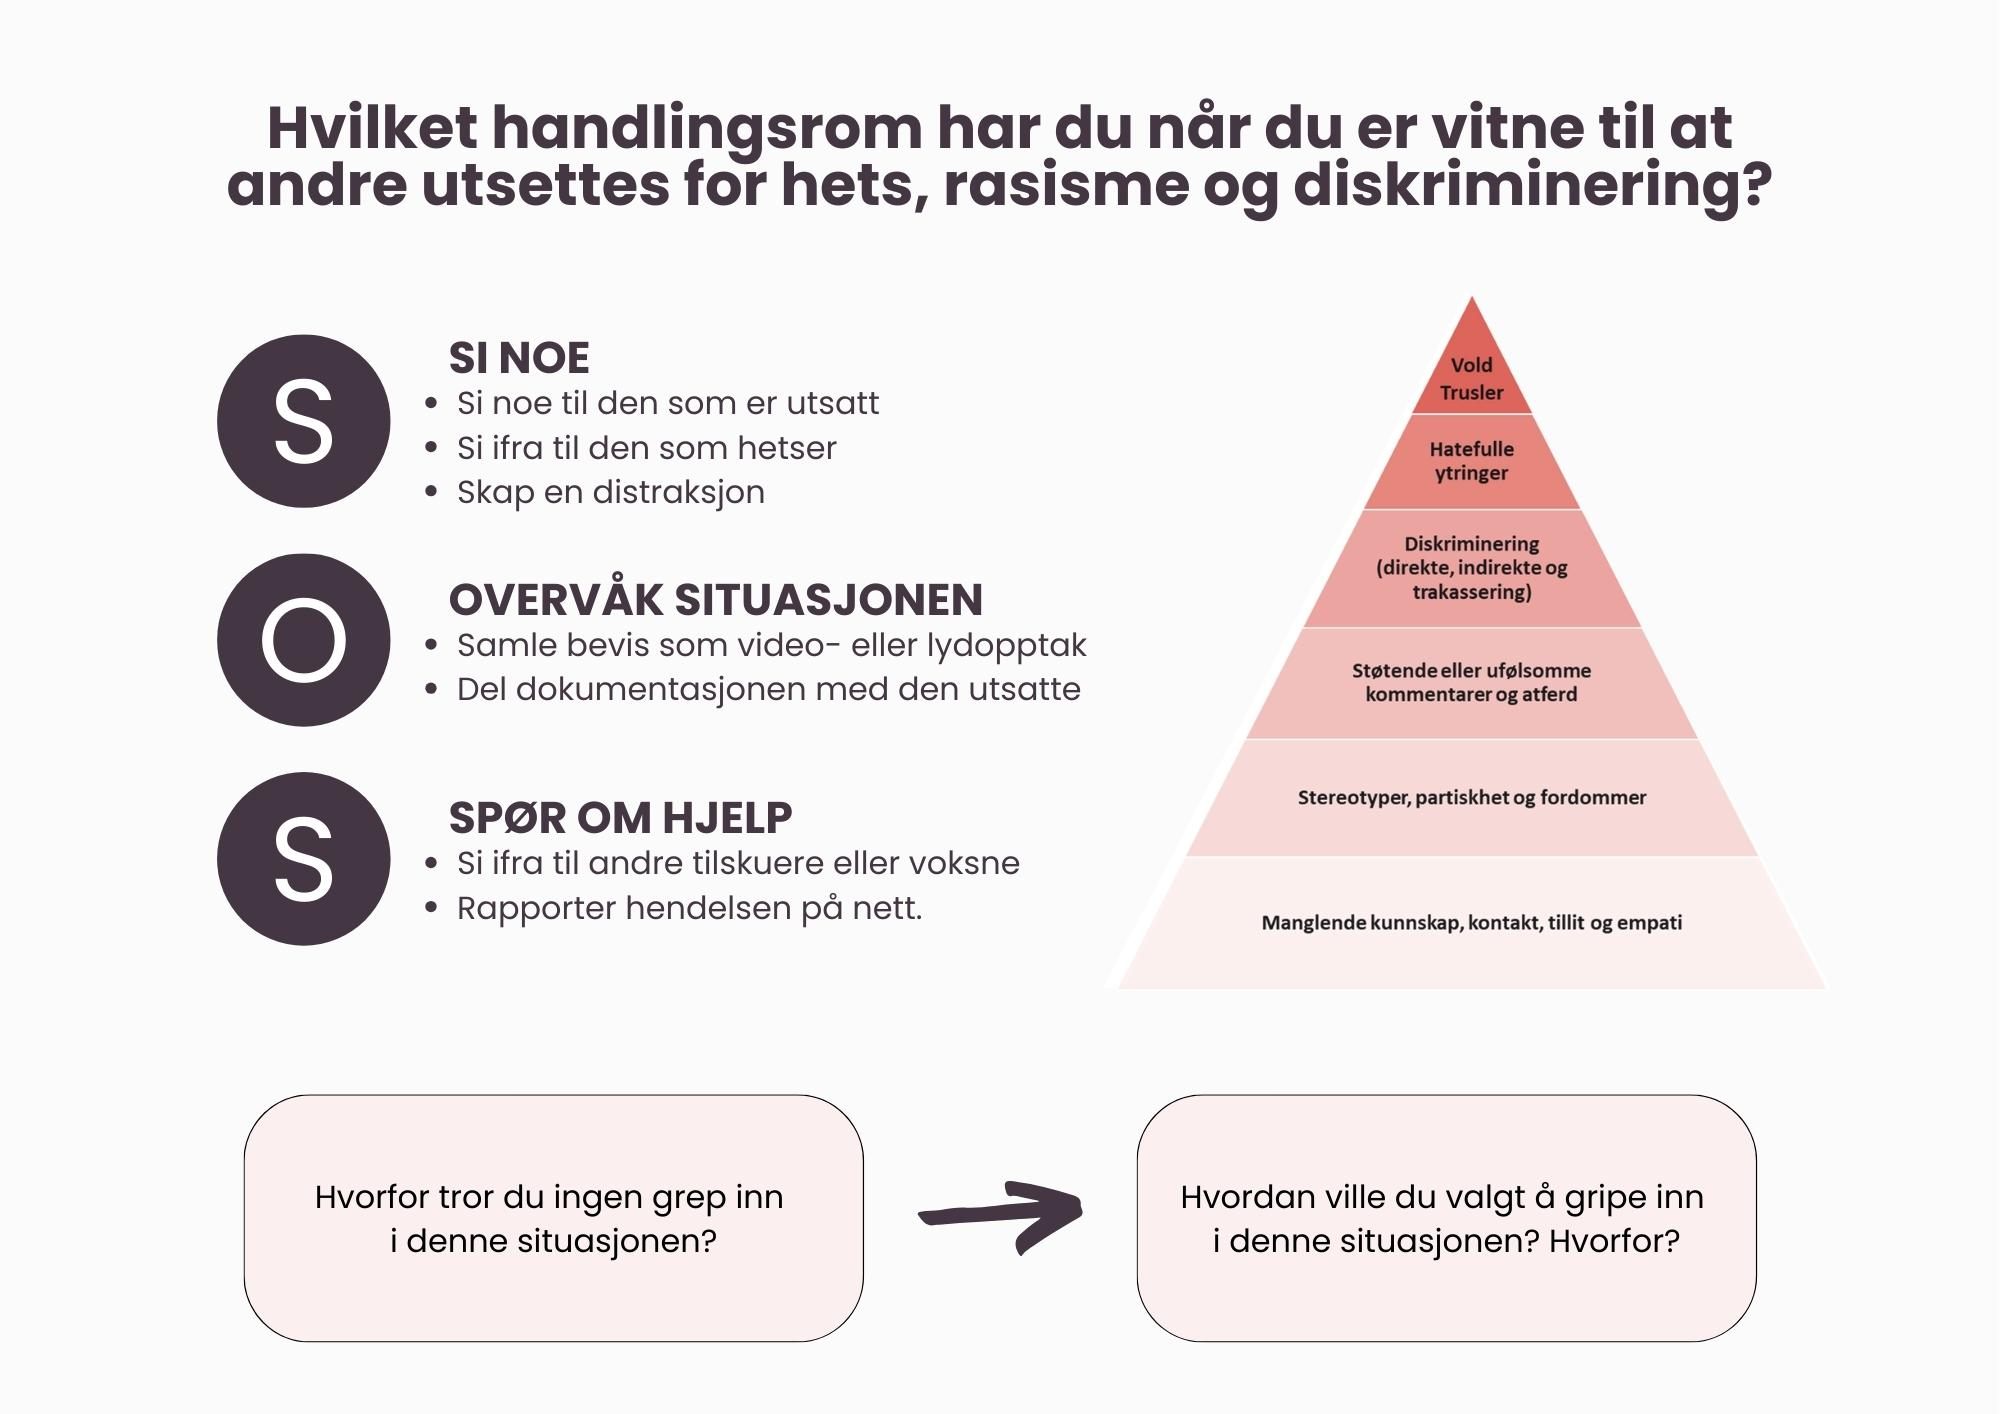 Hvilket handlingsrom har du når du er vitne til at
andre utsettes for hets, rasisme og diskriminering?
S
SI NOE
• Si noe til den som er utsatt
• Si ifra til den som hetser
• Skap en distraksjon
O
OVERVÅK SITUASJONEN
• Samle bevis som video- eller lydopptak
• Del dokumentasjonen med den utsatte
S
SPØR OM HJELP
• Si ifra til andre tilskuere eller voksne
• Rapporter hendelsen på nett.
Vold
Trusler
Hatefulle
ytringer
Diskriminering
(direkte, indirekte og
trakassering)
Støtende eller ufølsomme
kommentarer og atferd
Stereotyper, partiskhet og fordommer
Manglende kunnskap, kontakt, tillit og empati
Hvorfor tror du ingen grep inn
i denne situasjonen?
Hvordan ville du valgt å gripe inn
i denne situasjonen? Hvorfor?